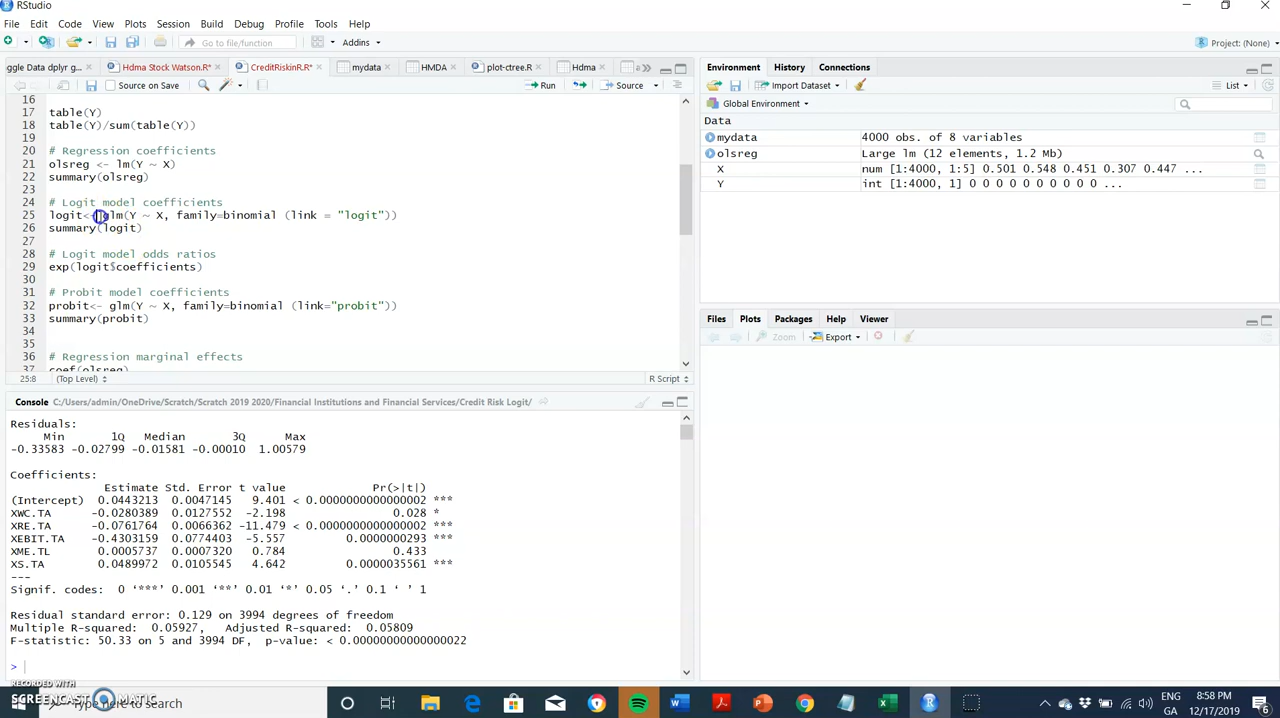 RStudio
File Edit Code View Plots Session Build Debug Profile Tools Help
Go to file/function Addins
Project: (None)
ggle Data dplyr g... Hdma Stock Watson.R* CreditRiskinR.R* mydata HMDA plot-ctree.R Hdma
Source on Save Run Source
16
17 table(Y)
18 table(Y)/sum(table(Y))
19
20 # Regression coefficients
21 olsreg <- lm(Y ~ X)
22 summary(olsreg)
23
24 # Logit model coefficients
25 logit<- glm(Y ~ X, family=binomial (link = "logit"))
26 summary(logit)
27
28 # Logit model odds ratios
29 exp(logit$coefficients)
30
31 # Probit model coefficients
32 probit<- glm(Y ~ X, family=binomial (link="probit"))
33 summary(probit)
34
35
36 # Regression marginal effects
37 coef(olsreg)
25:8 (Top Level) R Script
Console C:/Users/admin/OneDrive/Scratch/Scratch 2019 2020/Financial Institutions and Financial Services/Credit Risk Logit/
Residuals:
Min 1Q Median 3Q Max
-0.33583 -0.02799 -0.01581 -0.00010 1.00579
Coefficients:
Estimate Std. Error t value Pr(>|t|)
(Intercept) 0.0443213 0.0047145 9.401 < 0.0000000000000002 ***
XWC.TA -0.0280389 0.0127552 -2.198 0.028 *
XRE.TA -0.0761764 0.0066362 -11.479 < 0.0000000000000002 ***
XEBIT.TA -0.4303159 0.0774403 -5.557 0.0000000293 ***
XME.TL 0.0005737 0.0007320 0.784 0.433
XS.TA 0.0489972 0.0105545 4.642 0.0000035561 ***
---
Signif. codes: 0 ‘***’ 0.001 ‘**’ 0.01 ‘*’ 0.05 ‘.’ 0.1 ‘ ’ 1
Residual standard error: 0.129 on 3994 degrees of freedom
Multiple R-squared: 0.05927, Adjusted R-squared: 0.05809
F-statistic: 50.33 on 5 and 3994 DF, p-value: < 0.00000000000000022
>
Environment History Connections
Import Dataset List
Global Environment
Data
mydata 4000 obs. of 8 variables
olsreg Large lm (12 elements, 1.2 Mb)
X num [1:4000, 1:5] 0.501 0.548 0.451 0.307 0.447 ...
Y int [1:4000, 1] 0 0 0 0 0 0 0 0 0 0 ...
Files Plots Packages Help Viewer
Zoom Export
RECORDED WITH
SCREENCAST MATIC
Type here to search
ENG
GA
8:58 PM
12/17/2019
6